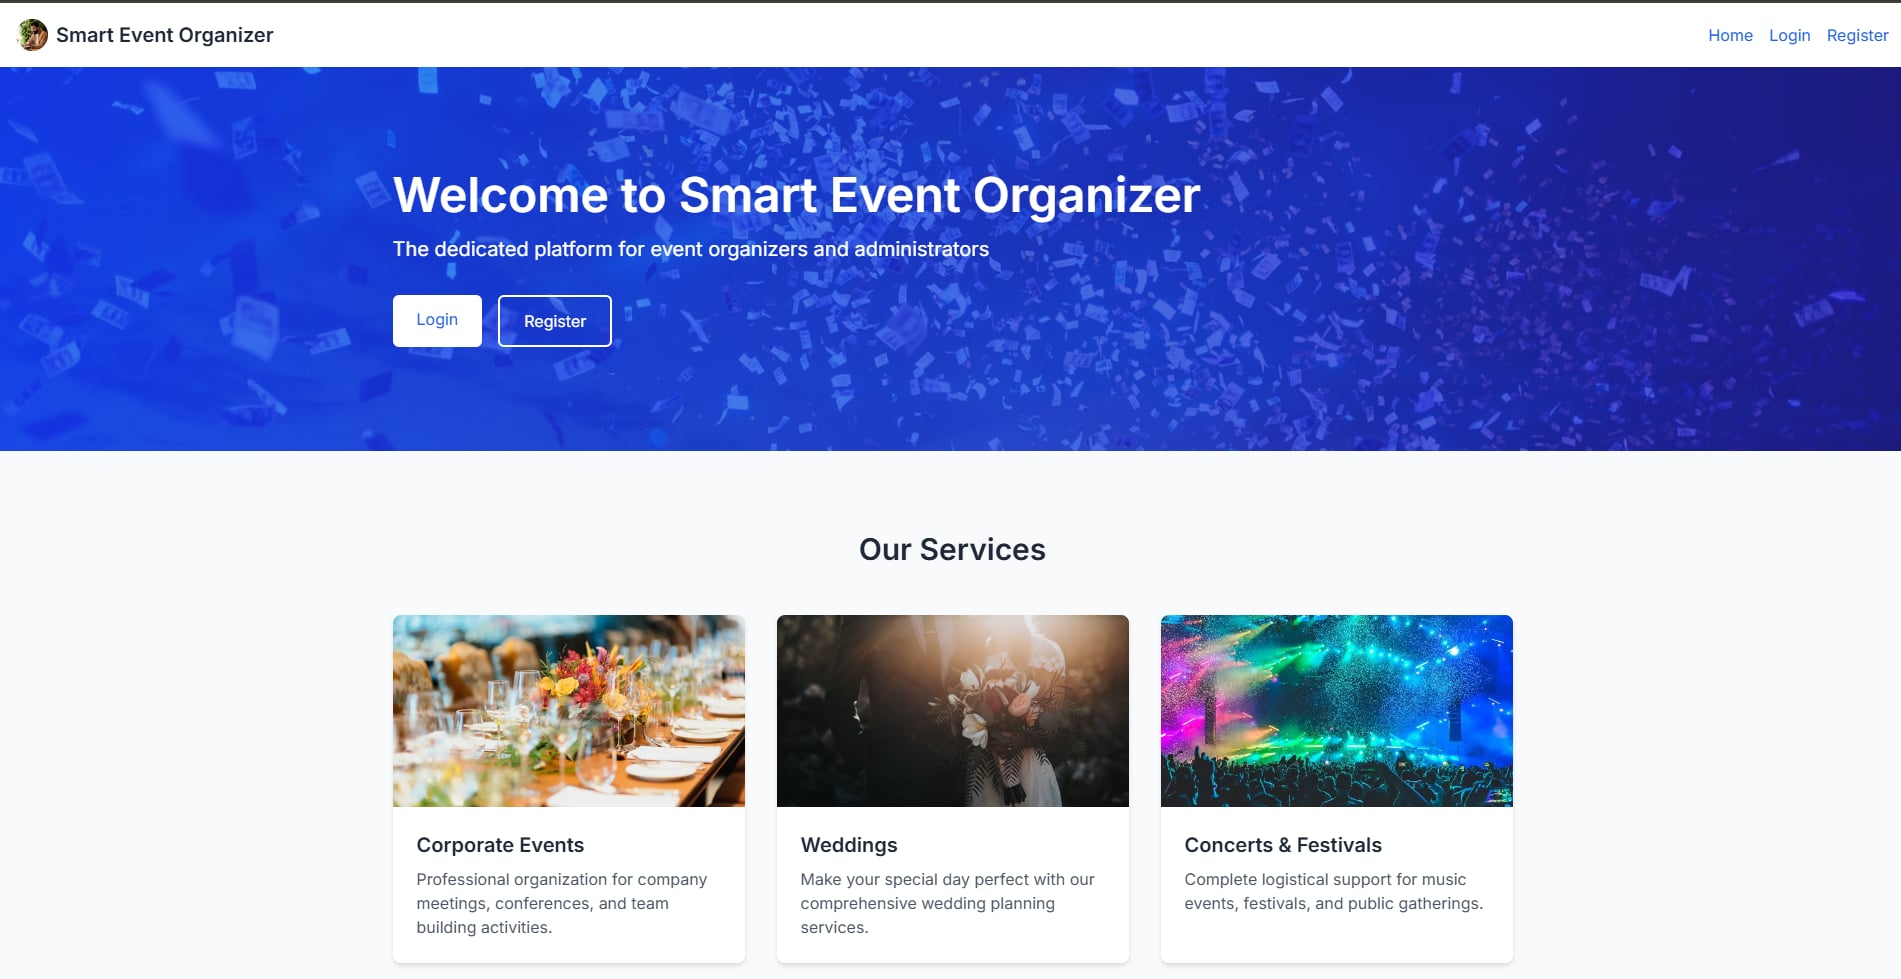 Smart Event Organizer
Home Login Register
Welcome to Smart Event Organizer
The dedicated platform for event organizers and administrators
Login
Register
Our Services
Corporate Events
Professional organization for company
meetings, conferences, and team
building activities.
Weddings
Make your special day perfect with our
comprehensive wedding planning
services.
Concerts & Festivals
Complete logistical support for music
events, festivals, and public gatherings.